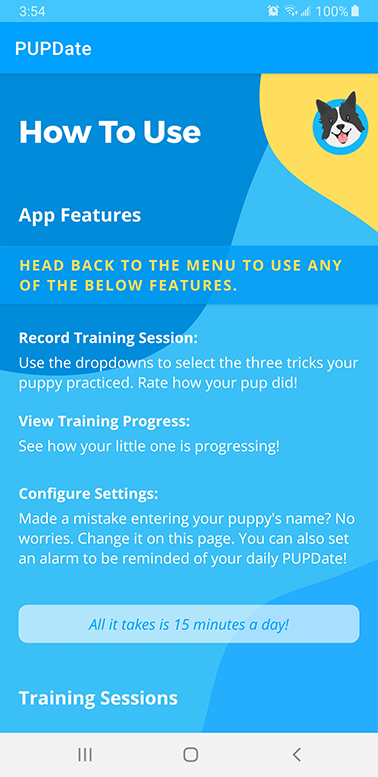 3:54
100%
PUPDate
How To Use
App Features
HEAD BACK TO THE MENU TO USE ANY
OF THE BELOW FEATURES.
Record Training Session:
Use the dropdowns to select the three tricks your
puppy practiced. Rate how your pup did!
View Training Progress:
See how your little one is progressing!
Configure Settings:
Made a mistake entering your puppy's name? No
worries. Change it on this page. You can also set
an alarm to be reminded of your daily PUPDate!
All it takes is 15 minutes a day!
Training Sessions